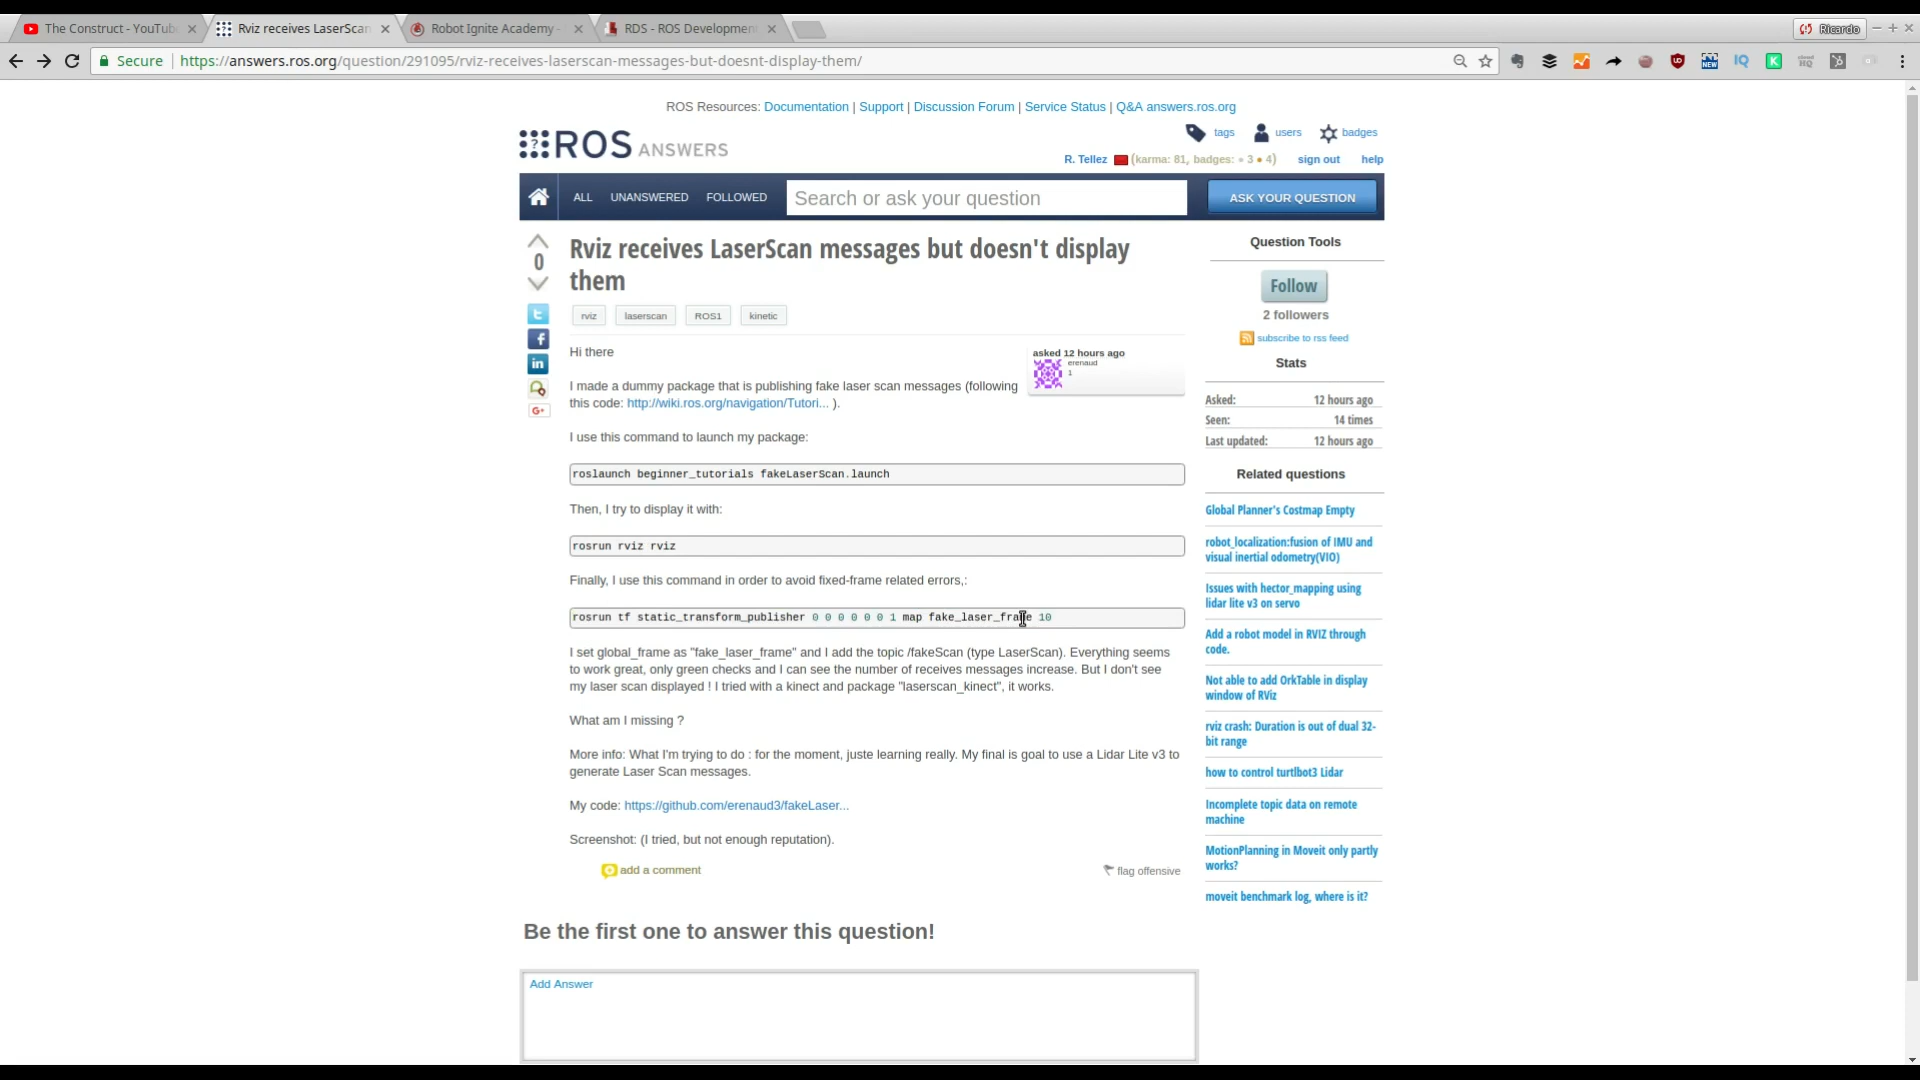 The Construct - YouTub
Rviz receives LaserScan
Robot Ignite Academy -
RDS - ROS Developmen
Ricardo
Secure
https://answers.ros.org/question/291095/rviz-receives-laserscan-messages-but-doesnt-display-them/
ROS Resources: Documentation | Support | Discussion Forum | Service Status | Q&A answers.ros.org
ROS ANSWERS
tags
users
badges
R. Tellez (karma: 81, badges: ● 3 ● 4) sign out help
ALL UNANSWERED FOLLOWED
Search or ask your question
ASK YOUR QUESTION
0
Rviz receives LaserScan messages but doesn't display
them
rviz laserscan ROS1 kinetic
asked 12 hours ago
erenaud
1
Hi there
I made a dummy package that is publishing fake laser scan messages (following
this code: http://wiki.ros.org/navigation/Tutori... ).
I use this command to launch my package:
roslaunch beginner_tutorials fakeLaserScan.launch
Then, I try to display it with:
rosrun rviz rviz
Finally, I use this command in order to avoid fixed-frame related errors,:
rosrun tf static_transform_publisher 0 0 0 0 0 0 1 map fake_laser_frame 10
I set global_frame as "fake_laser_frame" and I add the topic /fakeScan (type LaserScan). Everything seems
to work great, only green checks and I can see the number of receives messages increase. But I don't see
my laser scan displayed ! I tried with a kinect and package "laserscan_kinect", it works.
What am I missing ?
More info: What I'm trying to do : for the moment, juste learning really. My final is goal to use a Lidar Lite v3 to
generate Laser Scan messages.
My code: https://github.com/erenaud3/fakeLaser...
Screenshot: (I tried, but not enough reputation).
add a comment
flag offensive
Be the first one to answer this question!
Add Answer
Question Tools
Follow
2 followers
subscribe to rss feed
Stats
Asked: 12 hours ago
Seen: 14 times
Last updated: 12 hours ago
Related questions
Global Planner's Costmap Empty
robot_localization:fusion of IMU and
visual inertial odometry(VIO)
Issues with hector_mapping using
lidar lite v3 on servo
Add a robot model in RVIZ through
code.
Not able to add OrkTable in display
window of RViz
rviz crash: Duration is out of dual 32-
bit range
how to control turtlbot3 Lidar
Incomplete topic data on remote
machine
MotionPlanning in Moveit only partly
works?
moveit benchmark log, where is it?